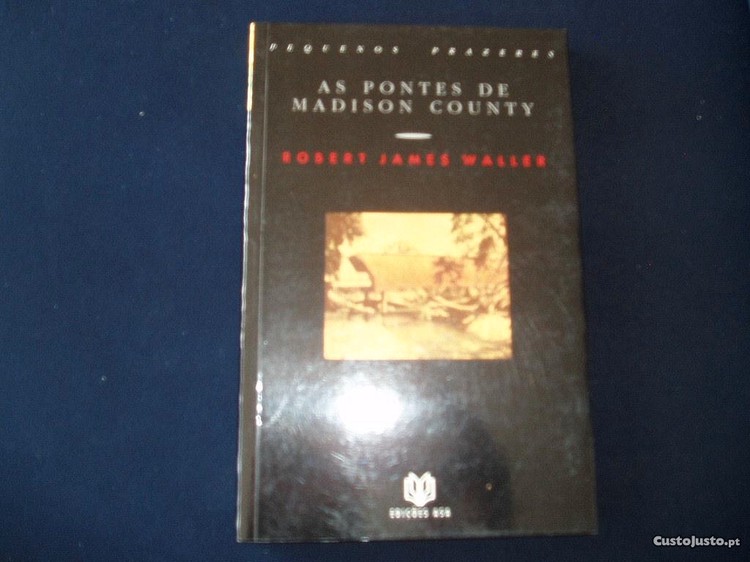 PEQUENOS PRAZERES
AS PONTES DE
MADISON COUNTY
ROBERT JAMES WALLER
EDIÇÕES ASA
CustoJusto.pt